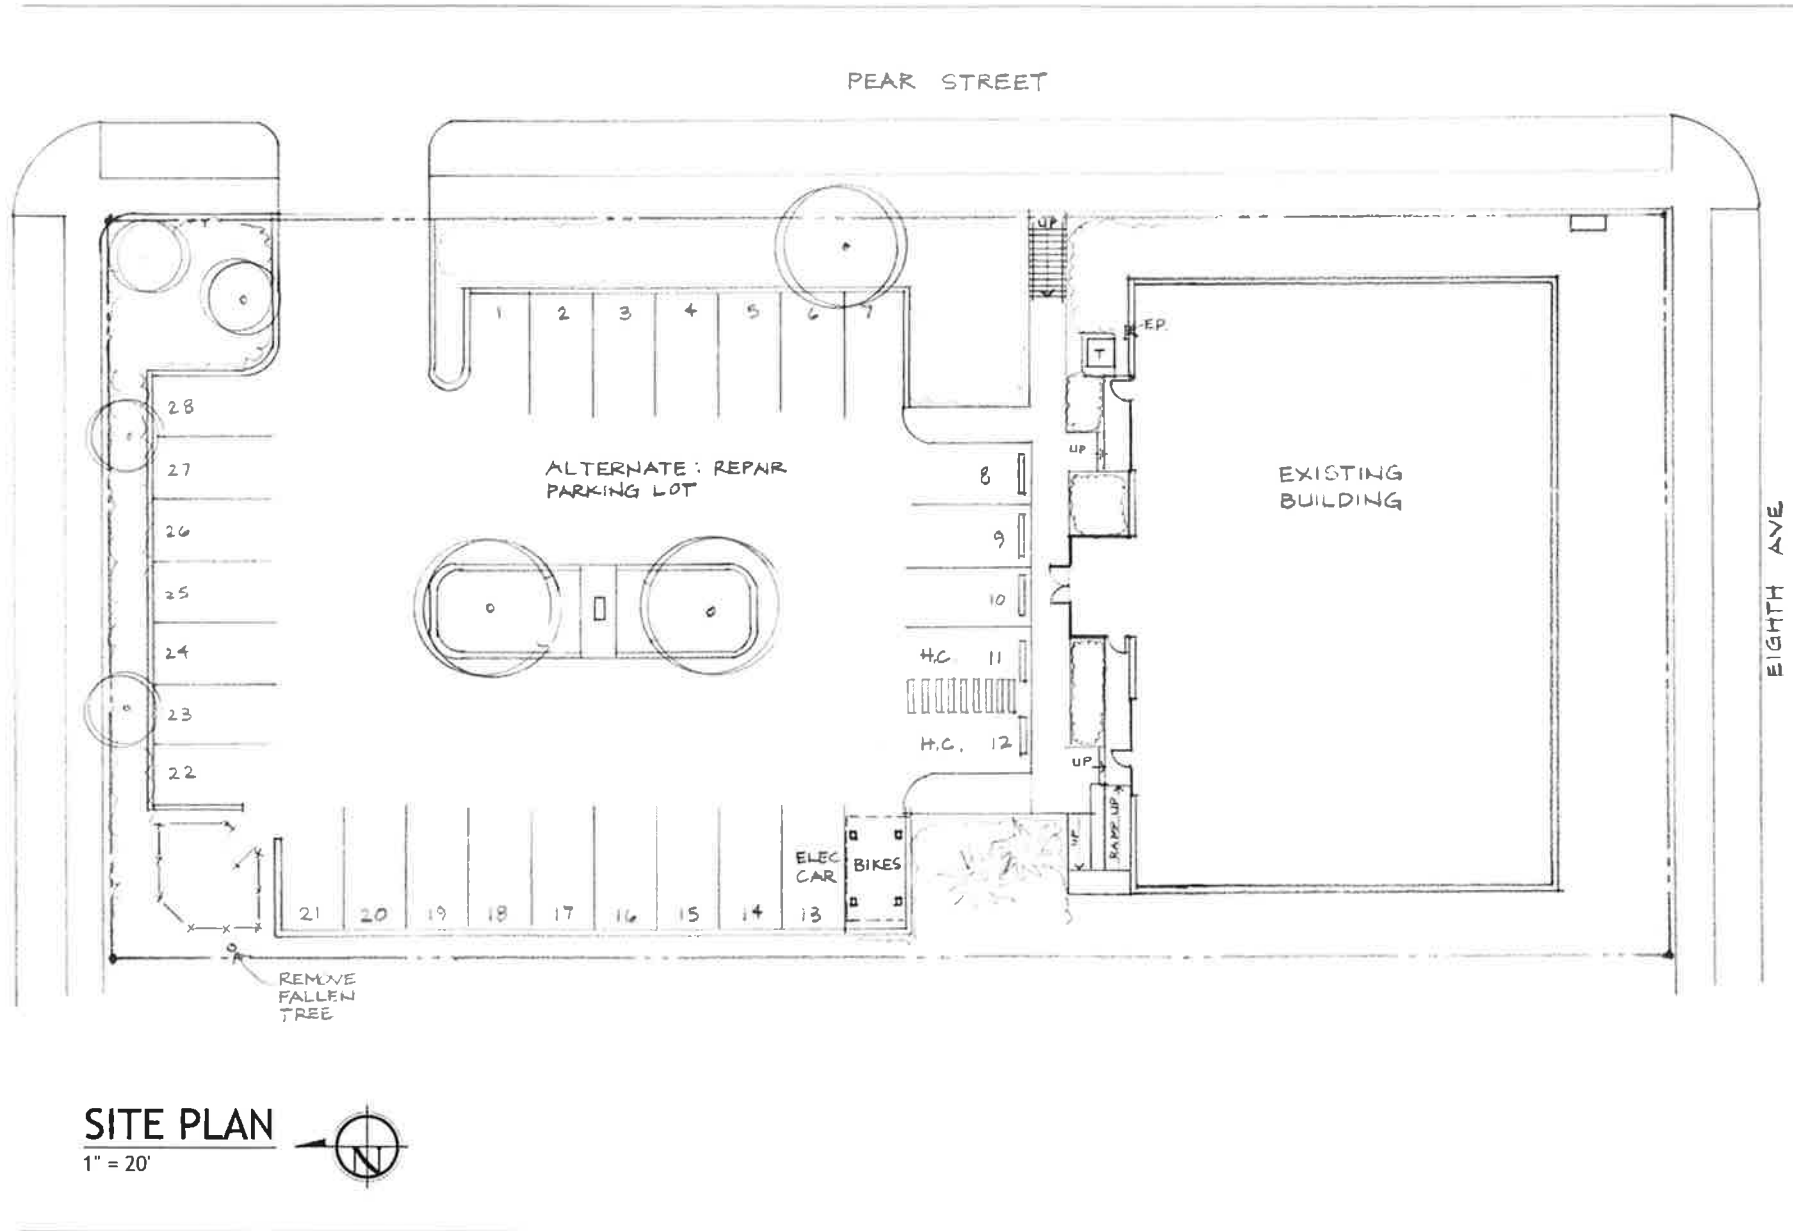 PEAR STREET
UP
1 2 3 4 5 6 7
EP.
T
28
27
26
25
24
23
22
ALTERNATE: REPAIR
PARKING LOT
8
9
10
H.C. 11
H.C. 12
UP
EXISTING
BUILDING
EIGHTH AVE
UP
UP
RAMP UP
ELEC
CAR
BIKES
21 20 19 18 17 16 15 14 13
REMOVE
FALLEN
TREE
SITE PLAN
1" = 20'
N